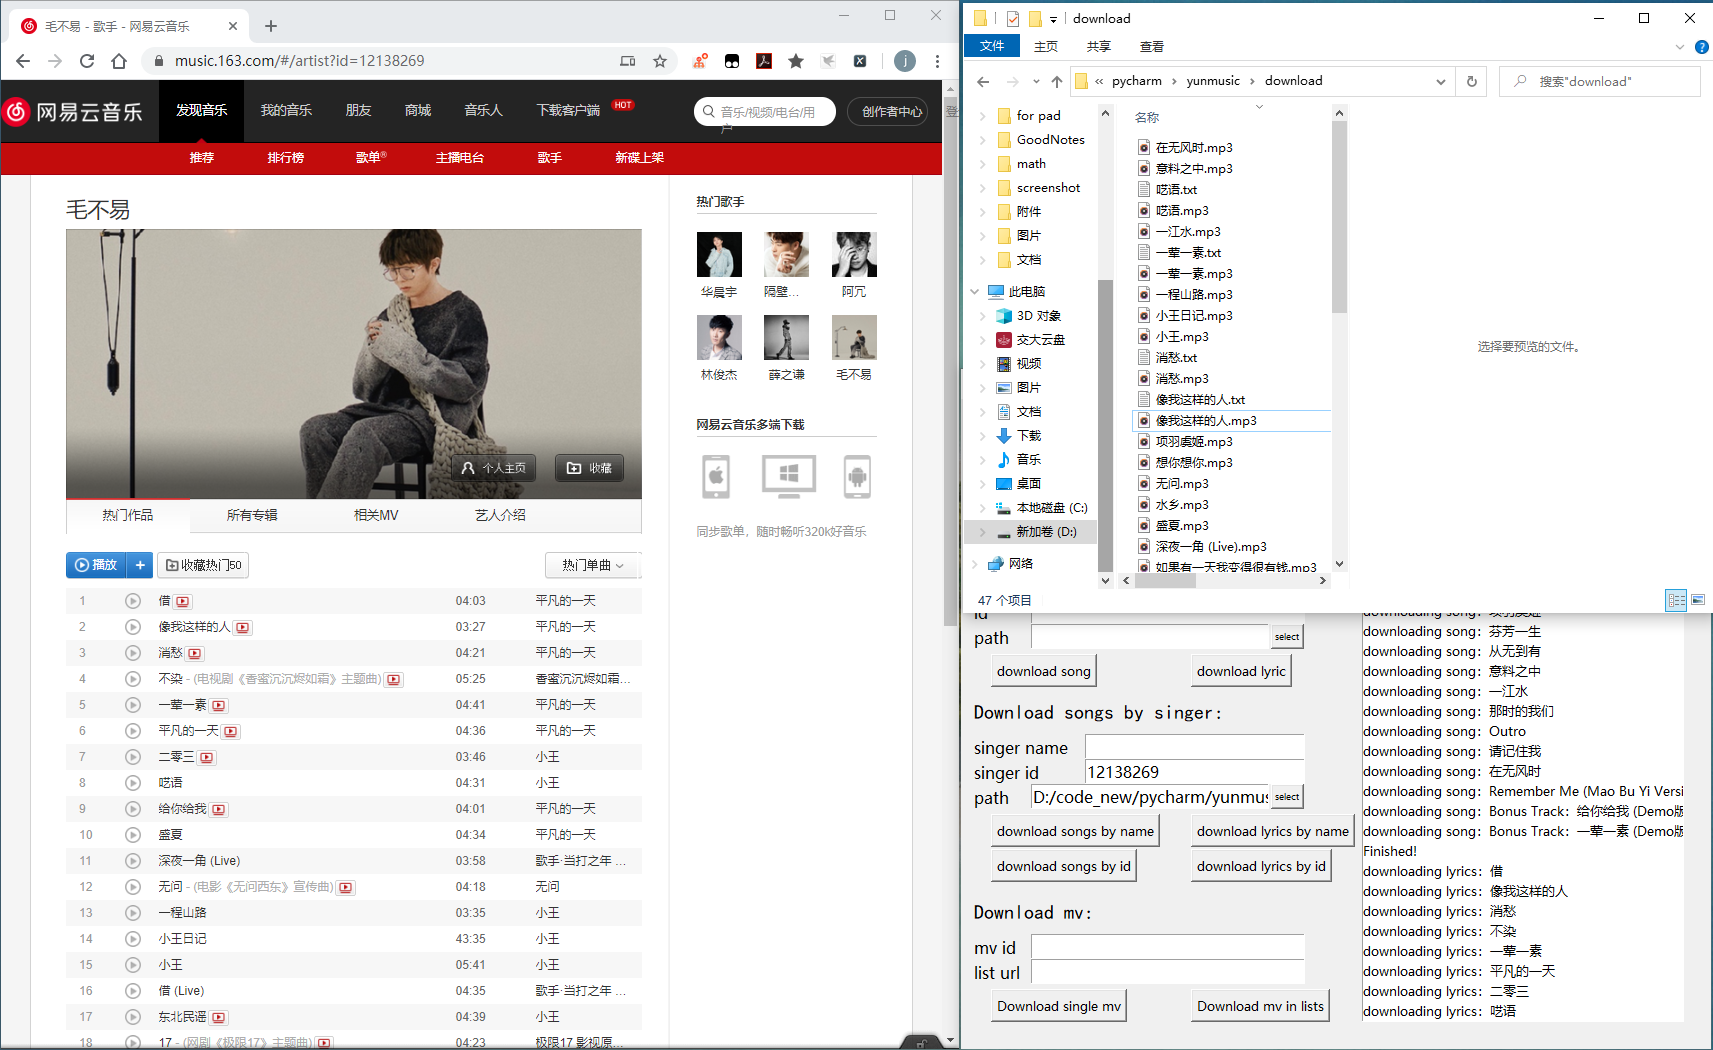 毛不易 - 歌手 - 网易云音乐
music.163.com/#/artist?id=12138269
j
网易云音乐
发现音乐
我的音乐
朋友
商城
音乐人
下载客户端
HOT
音乐/视频/电台/用户
创作者中心
登
推荐
排行榜
歌单®
主播电台
歌手
新碟上架
毛不易
个人主页
收藏
热门作品
所有专辑
相关MV
艺人介绍
播放
收藏热门50
热门单曲
1 借 04:03 平凡的一天
2 像我这样的人 03:27 平凡的一天
3 消愁 04:21 平凡的一天
4 不染 - (电视剧《香蜜沉沉烬如霜》主题曲) 05:25 香蜜沉沉烬如霜...
5 一荤一素 04:41 平凡的一天
6 平凡的一天 04:36 平凡的一天
7 二零三 03:46 小王
8 呓语 04:31 小王
9 给你给我 04:01 平凡的一天
10 盛夏 04:34 平凡的一天
11 深夜一角 (Live) 03:58 歌手·当打之年 ...
12 无问 - (电影《无问西东》宣传曲) 04:18 无问
13 一程山路 03:35 小王
14 小王日记 43:35 小王
15 小王 05:41 小王
16 借 (Live) 04:35 歌手·当打之年 ...
17 东北民谣 04:39 小王
18 17 - (网剧《极限17》主题曲) 04:23 极限17 影视原...
热门歌手
华晨宇
隔壁...
阿冗
林俊杰
薛之谦
毛不易
网易云音乐多端下载
同步歌单，随时畅听320k好音乐
download
文件
主页
共享
查看
« pycharm › yunmusic › download
搜索"download"
for pad
GoodNotes
math
screenshot
附件
图片
文档
此电脑
3D 对象
交大云盘
视频
图片
文档
下载
音乐
桌面
本地磁盘 (C:)
新加卷 (D:)
网络
名称
在无风时.mp3
意料之中.mp3
呓语.txt
呓语.mp3
一江水.mp3
一荤一素.txt
一荤一素.mp3
一程山路.mp3
小王日记.mp3
小王.mp3
消愁.txt
消愁.mp3
像我这样的人.txt
像我这样的人.mp3
项羽虞姬.mp3
想你想你.mp3
无问.mp3
水乡.mp3
盛夏.mp3
深夜一角 (Live).mp3
如果有一天我变得很有钱.mp3
选择要预览的文件。
47 个项目
id
path
select
download song
download lyric
Download songs by singer:
singer name
singer id 12138269
path D:/code_new/pycharm/yunmus
select
download songs by name
download lyrics by name
download songs by id
download lyrics by id
Download mv:
mv id
list url
Download single mv
Download mv in lists
downloading song: 项羽虞姬
downloading song: 芬芳一生
downloading song: 从无到有
downloading song: 意料之中
downloading song: 一江水
downloading song: 那时的我们
downloading song: Outro
downloading song: 请记住我
downloading song: 在无风时
downloading song: Remember Me (Mao Bu Yi Versi
downloading song: Bonus Track: 给你给我 (Demo版
downloading song: Bonus Track: 一荤一素 (Demo版
Finished!
downloading lyrics: 借
downloading lyrics: 像我这样的人
downloading lyrics: 消愁
downloading lyrics: 不染
downloading lyrics: 一荤一素
downloading lyrics: 平凡的一天
downloading lyrics: 二零三
downloading lyrics: 呓语